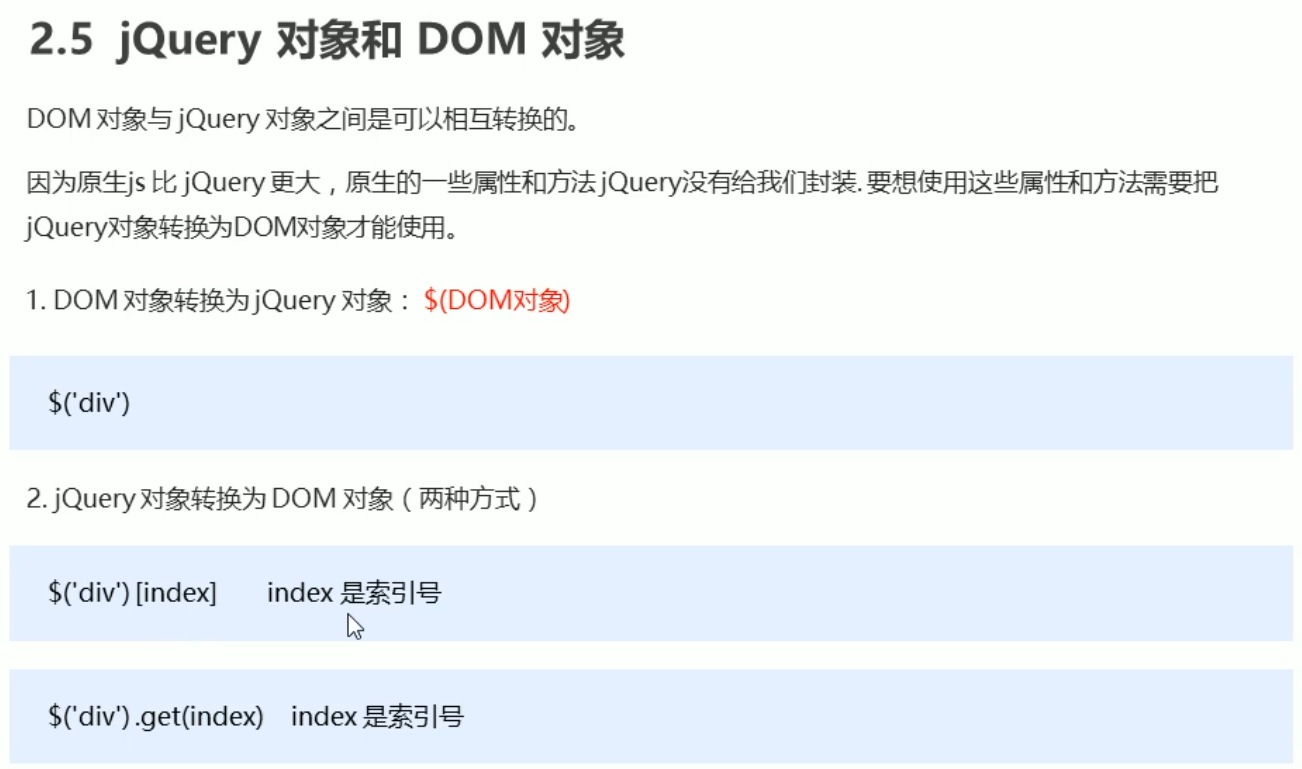 2.5 jQuery 对象和 DOM 对象
DOM 对象与 jQuery 对象之间是可以相互转换的。
因为原生js 比 jQuery 更大，原生的一些属性和方法 jQuery没有给我们封装. 要想使用这些属性和方法需要把
jQuery对象转换为DOM对象才能使用。
1. DOM 对象转换为 jQuery 对象： $(DOM对象)
$('div')
2. jQuery 对象转换为 DOM 对象（两种方式）
$('div') [index] index 是索引号
$('div') .get(index) index 是索引号